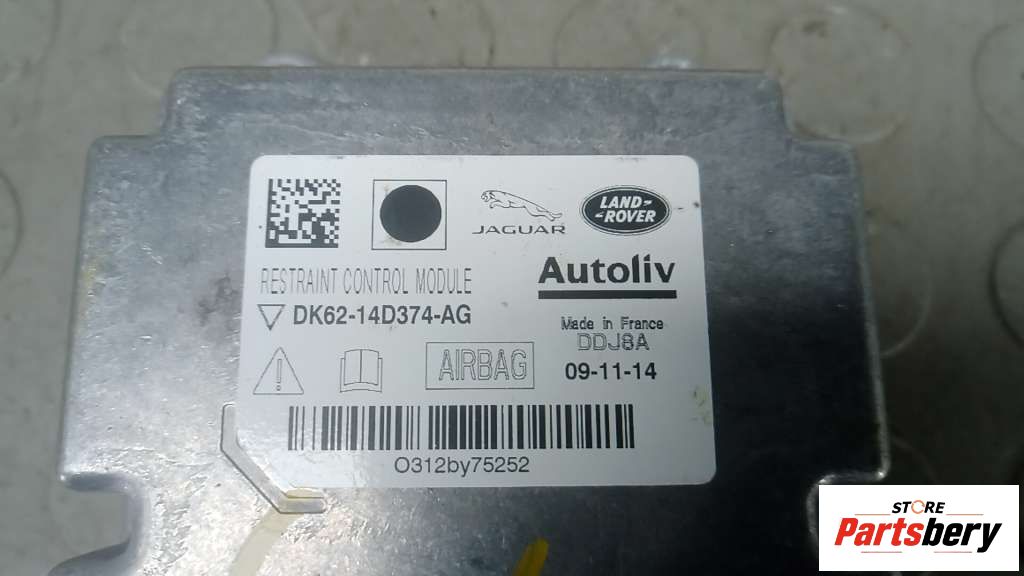 JAGUAR
LAND-
-ROVER
RESTRAINT CONTROL MODULE
Autoliv
DK62-14D374-AG
Made in France
DDJ8A
AIRBAG
09-11-14
O312by75252
STORE
Partsbery